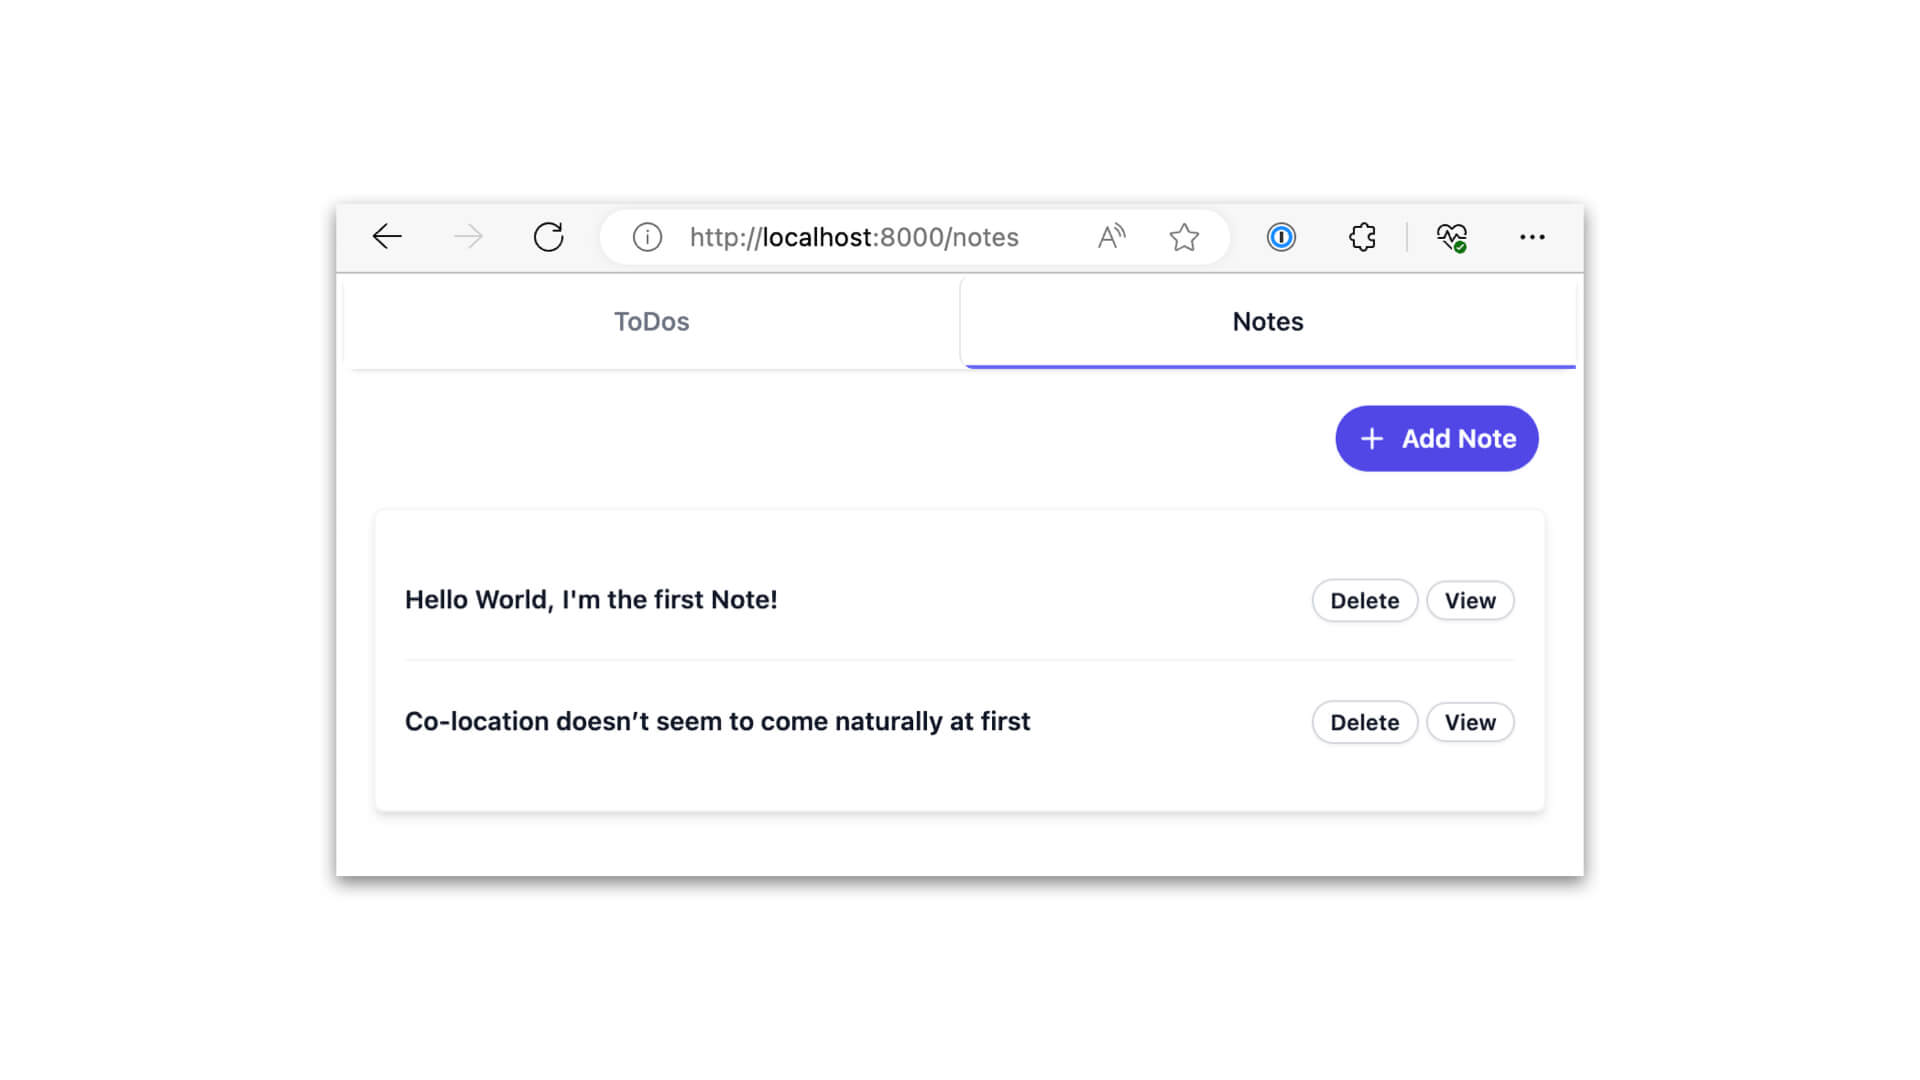 http://localhost:8000/notes
ToDos
Notes
+ Add Note
Hello World, I'm the first Note!
Delete
View
Co-location doesn’t seem to come naturally at first
Delete
View